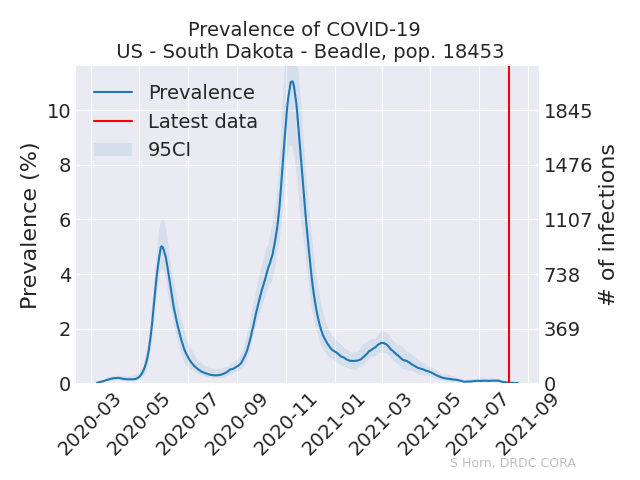 Prevalence of COVID-19
US - South Dakota - Beadle, pop. 18453
Prevalence
Latest data
95CI
Prevalence (%)
10
8
6
4
2
0
1845
1476
1107
738
369
0
# of infections
2020-03
2020-05
2020-07
2020-09
2020-11
2021-01
2021-03
2021-05
2021-07
2021-09
S Horn, DRDC CORA